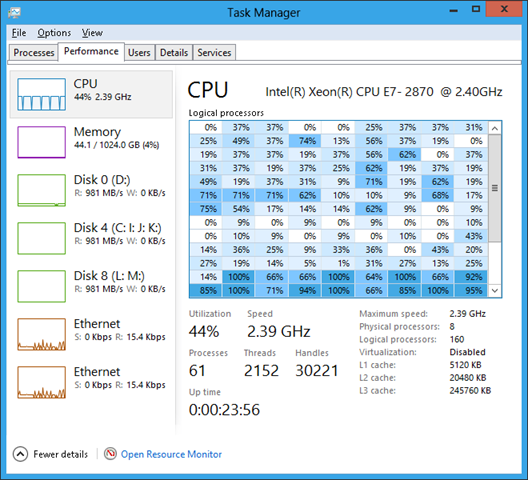 Task Manager
File Options View
Processes Performance Users Details Services
CPU
44% 2.39 GHz
Memory
44.1 / 1024.0 GB (4%)
Disk 0 (D:)
R: 981 MB/s W: 0 KB/s
Disk 4 (C: I: J: K:)
R: 981 MB/s W: 0 KB/s
Disk 8 (L: M:)
R: 981 MB/s W: 0 KB/s
Ethernet
S: 0 Kbps R: 15.4 Kbps
Ethernet
S: 0 Kbps R: 15.4 Kbps
CPU Intel(R) Xeon(R) CPU E7- 2870 @ 2.40GHz
Logical processors
0% 37% 37% 0% 0% 25% 37% 37% 31%
25% 49% 37% 74% 13% 56% 37% 19% 0%
19% 37% 37% 19% 37% 56% 62% 0% 37%
31% 19% 37% 31% 25% 62% 19% 37% 19%
49% 19% 37% 31% 9% 71% 19% 62% 19%
71% 71% 71% 62% 10% 10% 9% 68% 17%
75% 54% 17% 14% 14% 62% 9% 0% 0%
0% 0% 9% 0% 9% 0% 0% 0% 9%
0% 10% 9% 0% 9% 0% 0% 10% 43%
14% 36% 25% 9% 33% 36% 0% 43% 20%
27% 19% 14% 5% 1% 31% 27% 13% 25%
14% 100% 66% 66% 100% 64% 100% 66% 92%
85% 100% 71% 94% 100% 66% 85% 100% 95%
Utilization Speed
44% 2.39 GHz
Processes Threads Handles
61 2152 30221
Up time
0:00:23:56
Maximum speed: 2.39 GHz
Physical processors: 8
Logical processors: 160
Virtualization: Disabled
L1 cache: 5120 KB
L2 cache: 20480 KB
L3 cache: 245760 KB
Fewer details Open Resource Monitor